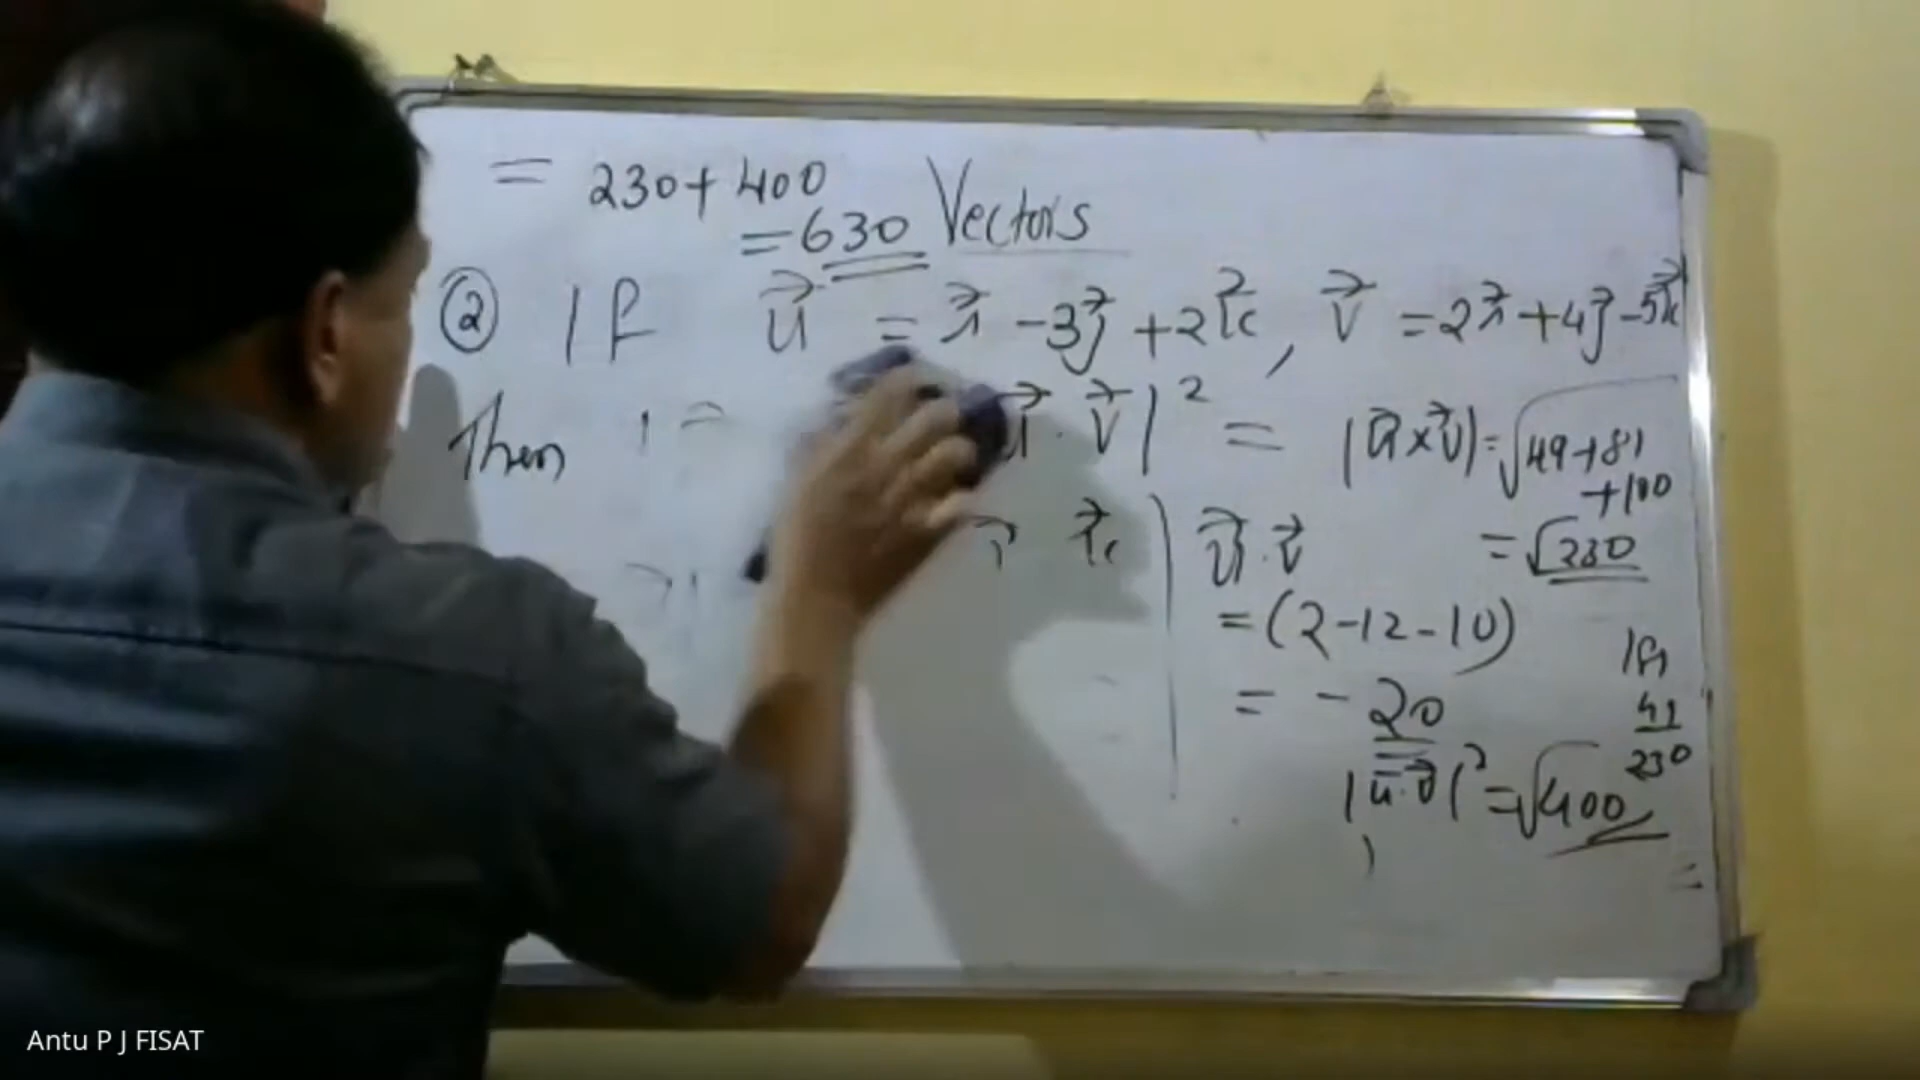 = 230+400
= 630 Vectors
② If u⃗ = i⃗ -3j⃗ +2k⃗, v⃗ = 2i⃗ +4j⃗ -5k⃗
Then u⃗ . v⃗ |² = |u⃗×v⃗| = √49+81
+100
= √230
k⃗
u⃗ . v⃗
= (2-12-10)
= - 20
|u⃗.v⃗|² = √400
230
=
Antu P J FISAT